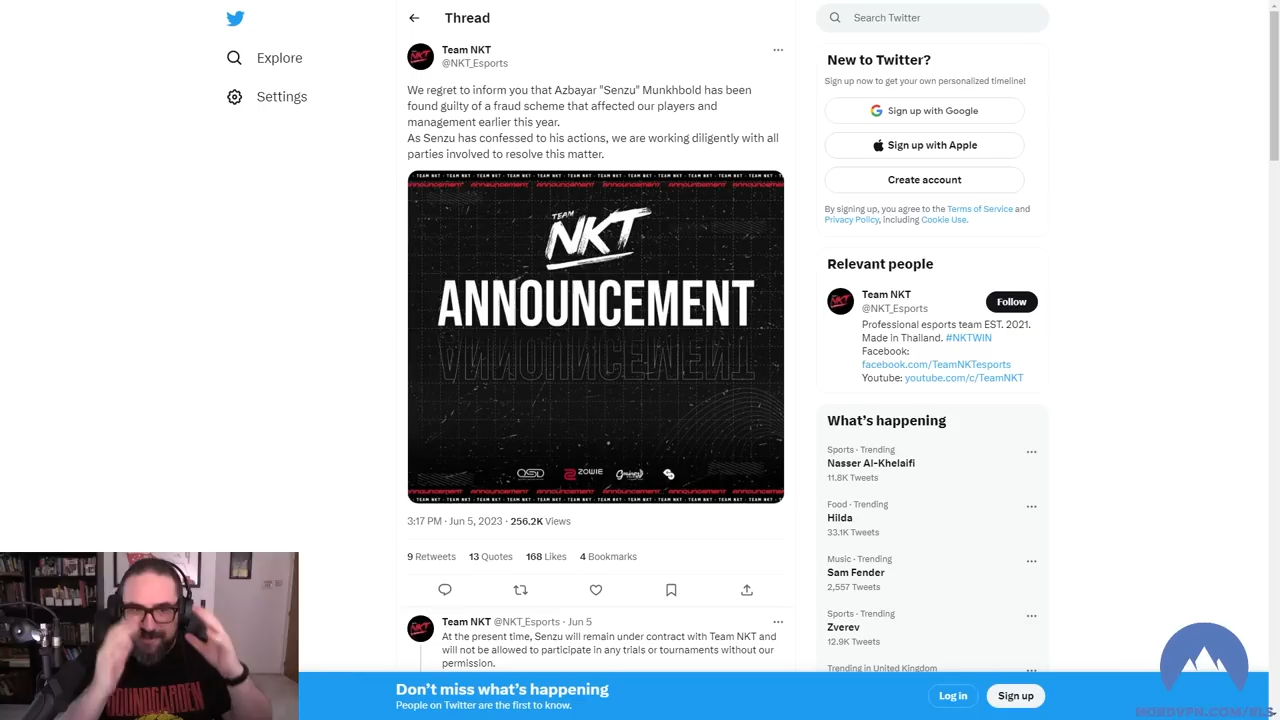 Thread
Search Twitter
Explore
Settings
Team NKT
@NKT_Esports
We regret to inform you that Azbayar "Senzu" Munkhbold has been
found guilty of a fraud scheme that affected our players and
management earlier this year.
As Senzu has confessed to his actions, we are working diligently with all
parties involved to resolve this matter.
TEAM NKT
ANNOUNCEMENT
ANNOUNCEMENT
QSD
ZOWIE
3:17 PM · Jun 5, 2023 · 256.2K Views
9 Retweets 13 Quotes 168 Likes 4 Bookmarks
Team NKT @NKT_Esports · Jun 5
At the present time, Senzu will remain under contract with Team NKT and
will not be allowed to participate in any trials or tournaments without our
permission.
New to Twitter?
Sign up now to get your own personalized timeline!
Sign up with Google
Sign up with Apple
Create account
By signing up, you agree to the Terms of Service and
Privacy Policy, including Cookie Use.
Relevant people
Team NKT
@NKT_Esports
Follow
Professional esports team EST. 2021.
Made in Thailand. #NKTWIN
Facebook:
facebook.com/TeamNKTesports
Youtube: youtube.com/c/TeamNKT
What's happening
Sports · Trending
Nasser Al-Khelaifi
11.8K Tweets
Food · Trending
Hilda
33.1K Tweets
Music · Trending
Sam Fender
2,557 Tweets
Sports · Trending
Zverev
12.9K Tweets
Trending in United Kingdom
Don't miss what's happening
People on Twitter are the first to know.
Log in
Sign up
SOUNDGARDEN
NORDVPN.COM/RLS